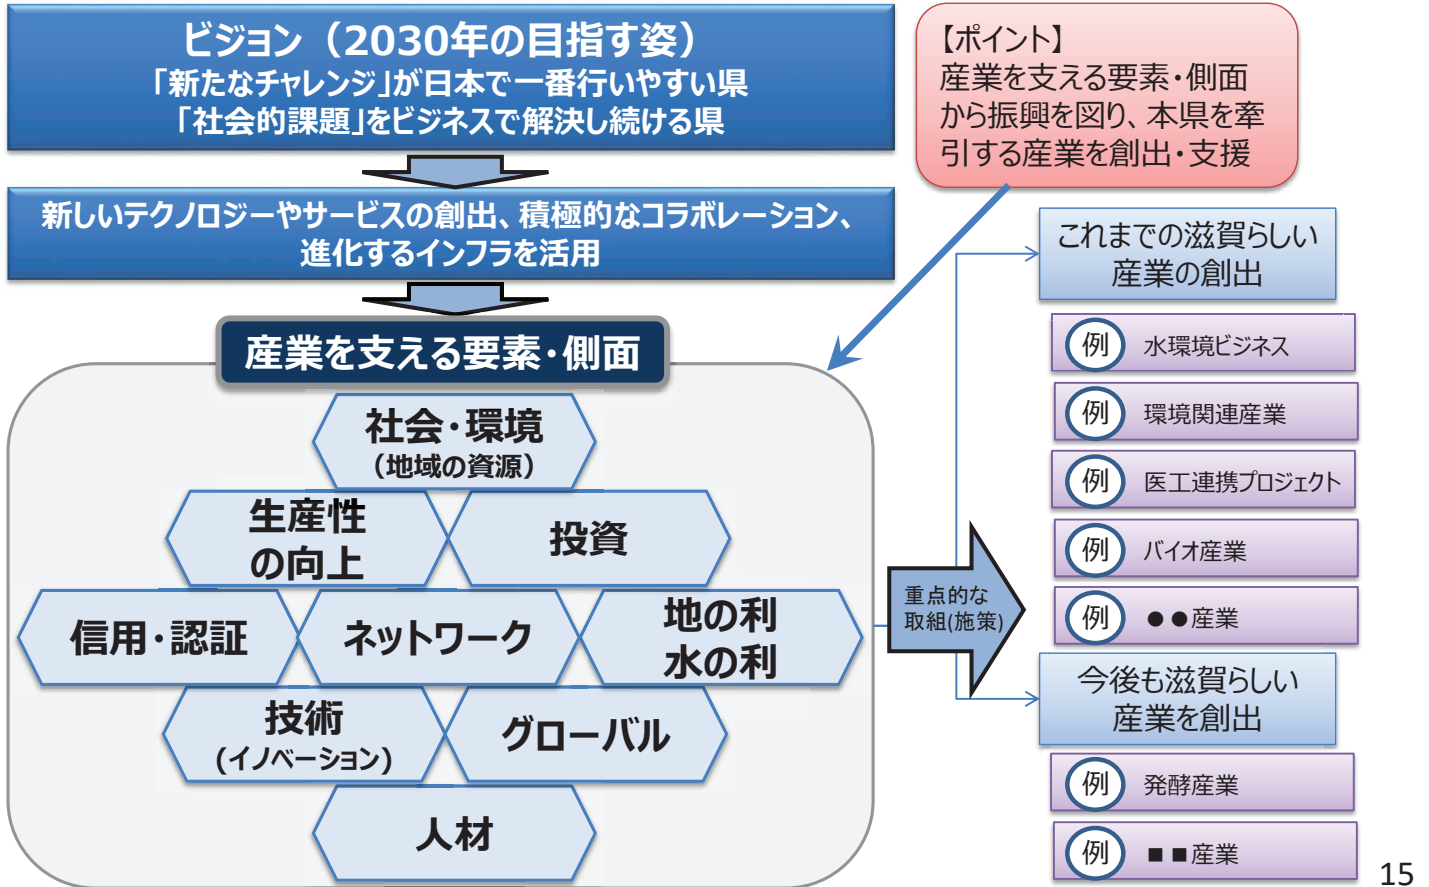 ビジョン（2030年の目指す姿）
「新たなチャレンジ」が日本で一番行いやすい県
「社会的課題」をビジネスで解決し続ける県
新しいテクノロジーやサービスの創出、積極的なコラボレーション、
進化するインフラを活用
【ポイント】
産業を支える要素・側面
から振興を図り、本県を牽
引する産業を創出・支援
産業を支える要素・側面
社会・環境
（地域の資源）
生産性
の向上
投資
信用・認証
ネットワーク
地の利
水の利
技術
(イノベーション)
グローバル
人材
重点的な
取組(施策)
これまでの滋賀らしい
産業の創出
例 水環境ビジネス
例 環境関連産業
例 医工連携プロジェクト
例 バイオ産業
例 ●●産業
今後も滋賀らしい
産業を創出
例 発酵産業
例 ■■産業
15